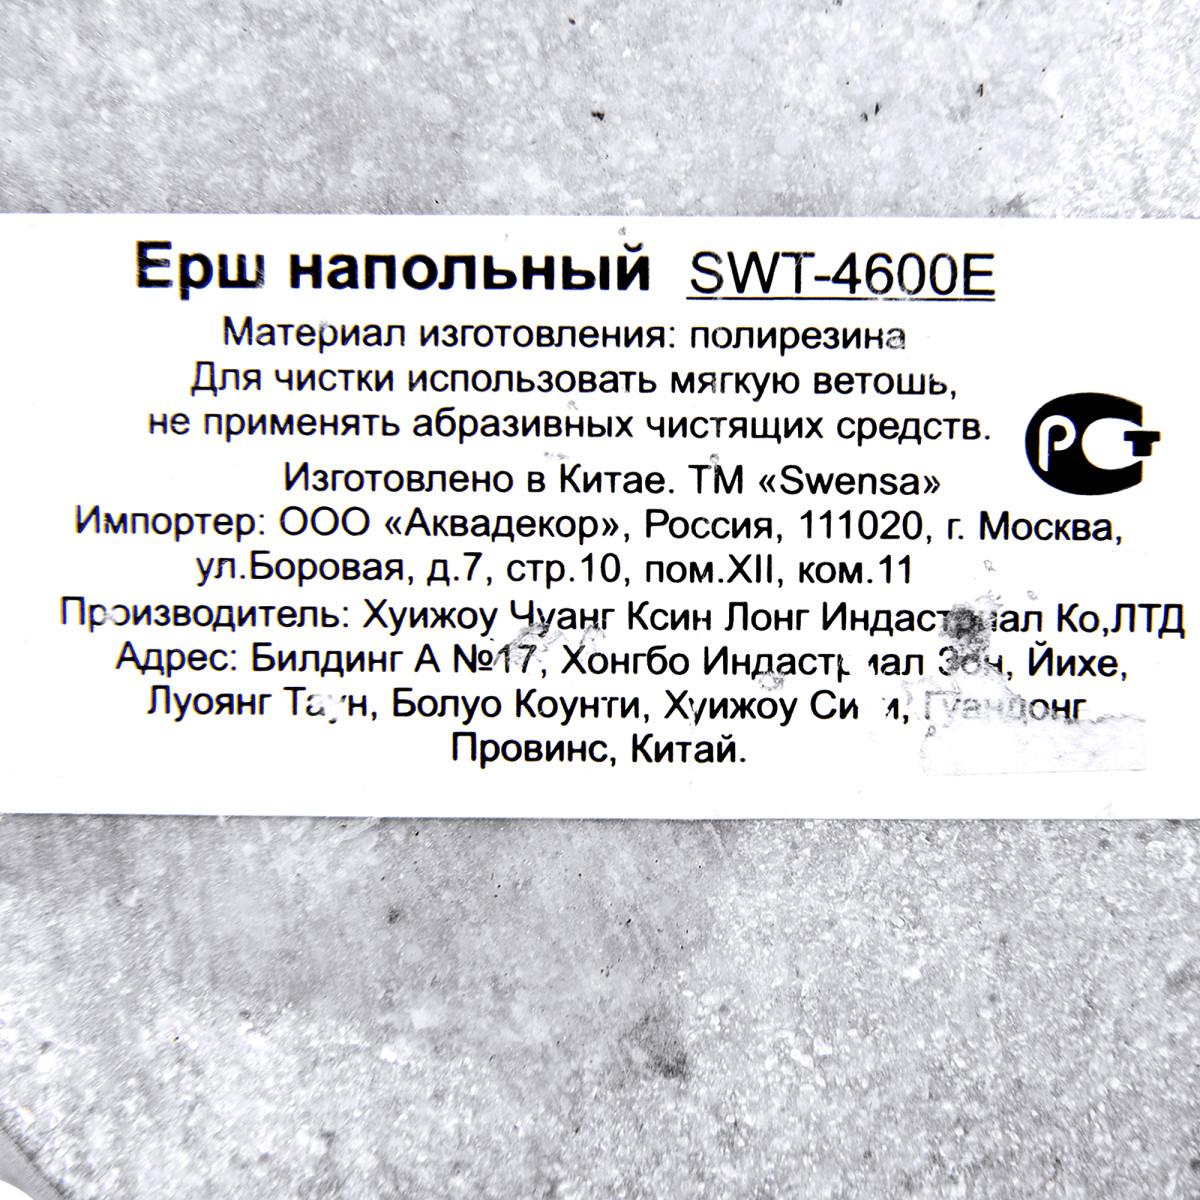 Ерш напольный SWT-4600E
Материал изготовления: полирезина
Для чистки использовать мягкую ветошь,
не применять абразивных чистящих средств.
РСТ
Изготовлено в Китае. ТМ «Swensa»
Импортер: ООО «Аквадекор», Россия, 111020, г. Москва,
ул.Боровая, д.7, стр.10, пом.XII, ком.11
Производитель: Хуижоу Чуанг Ксин Лонг Индастриал Ко,ЛТД
Адрес: Билдинг А №17, Хонгбо Индастриал Зон, Йихе,
Луоянг Таун, Болуо Коунти, Хуижоу Сити, Гуандонг
Провинс, Китай.